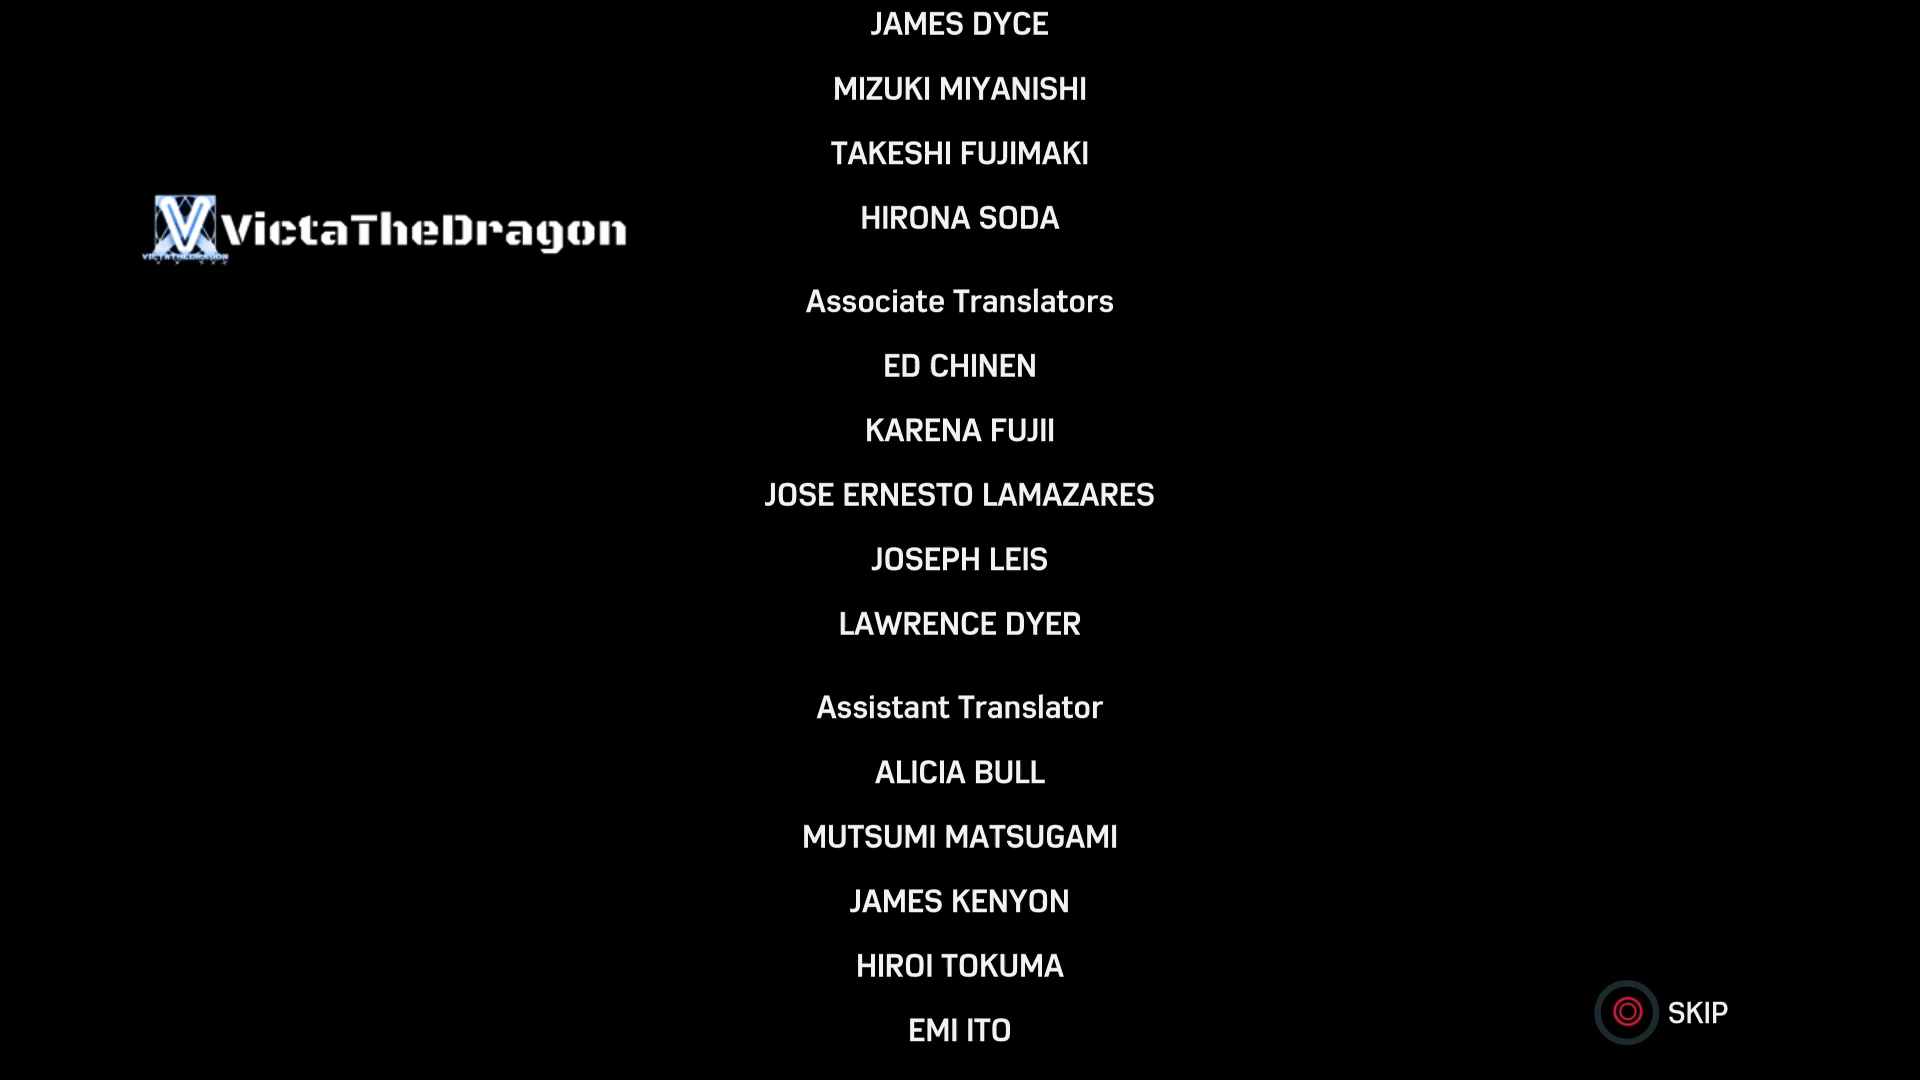 JAMES DYCE
MIZUKI MIYANISHI
TAKESHI FUJIMAKI
HIRONA SODA
VictaTheDragon
VICTATHEDRAGON
Associate Translators
ED CHINEN
KARENA FUJII
JOSE ERNESTO LAMAZARES
JOSEPH LEIS
LAWRENCE DYER
Assistant Translator
ALICIA BULL
MUTSUMI MATSUGAMI
JAMES KENYON
HIROI TOKUMA
EMI ITO
SKIP